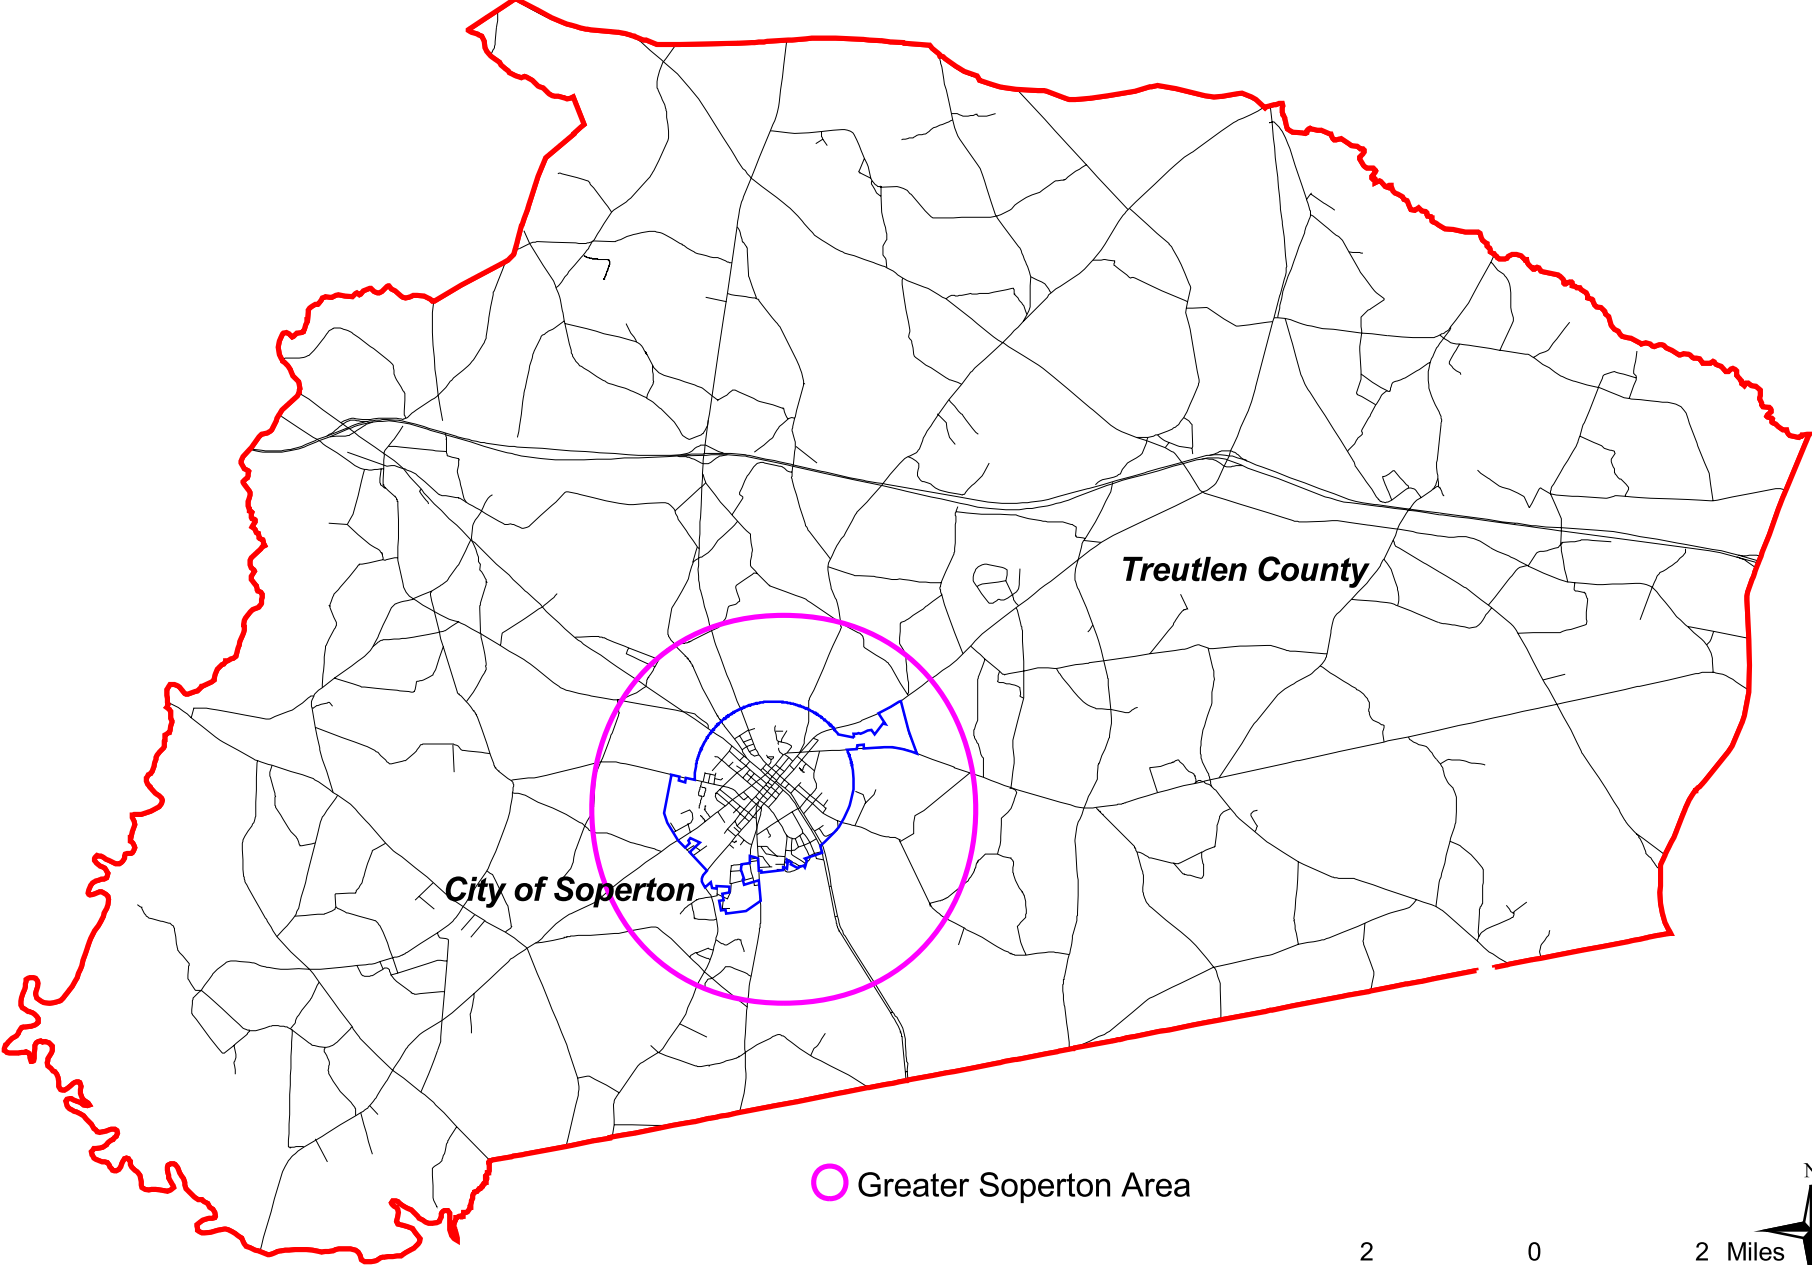 Treutlen County
City of Soperton
Greater Soperton Area
N
2 0 2 Miles